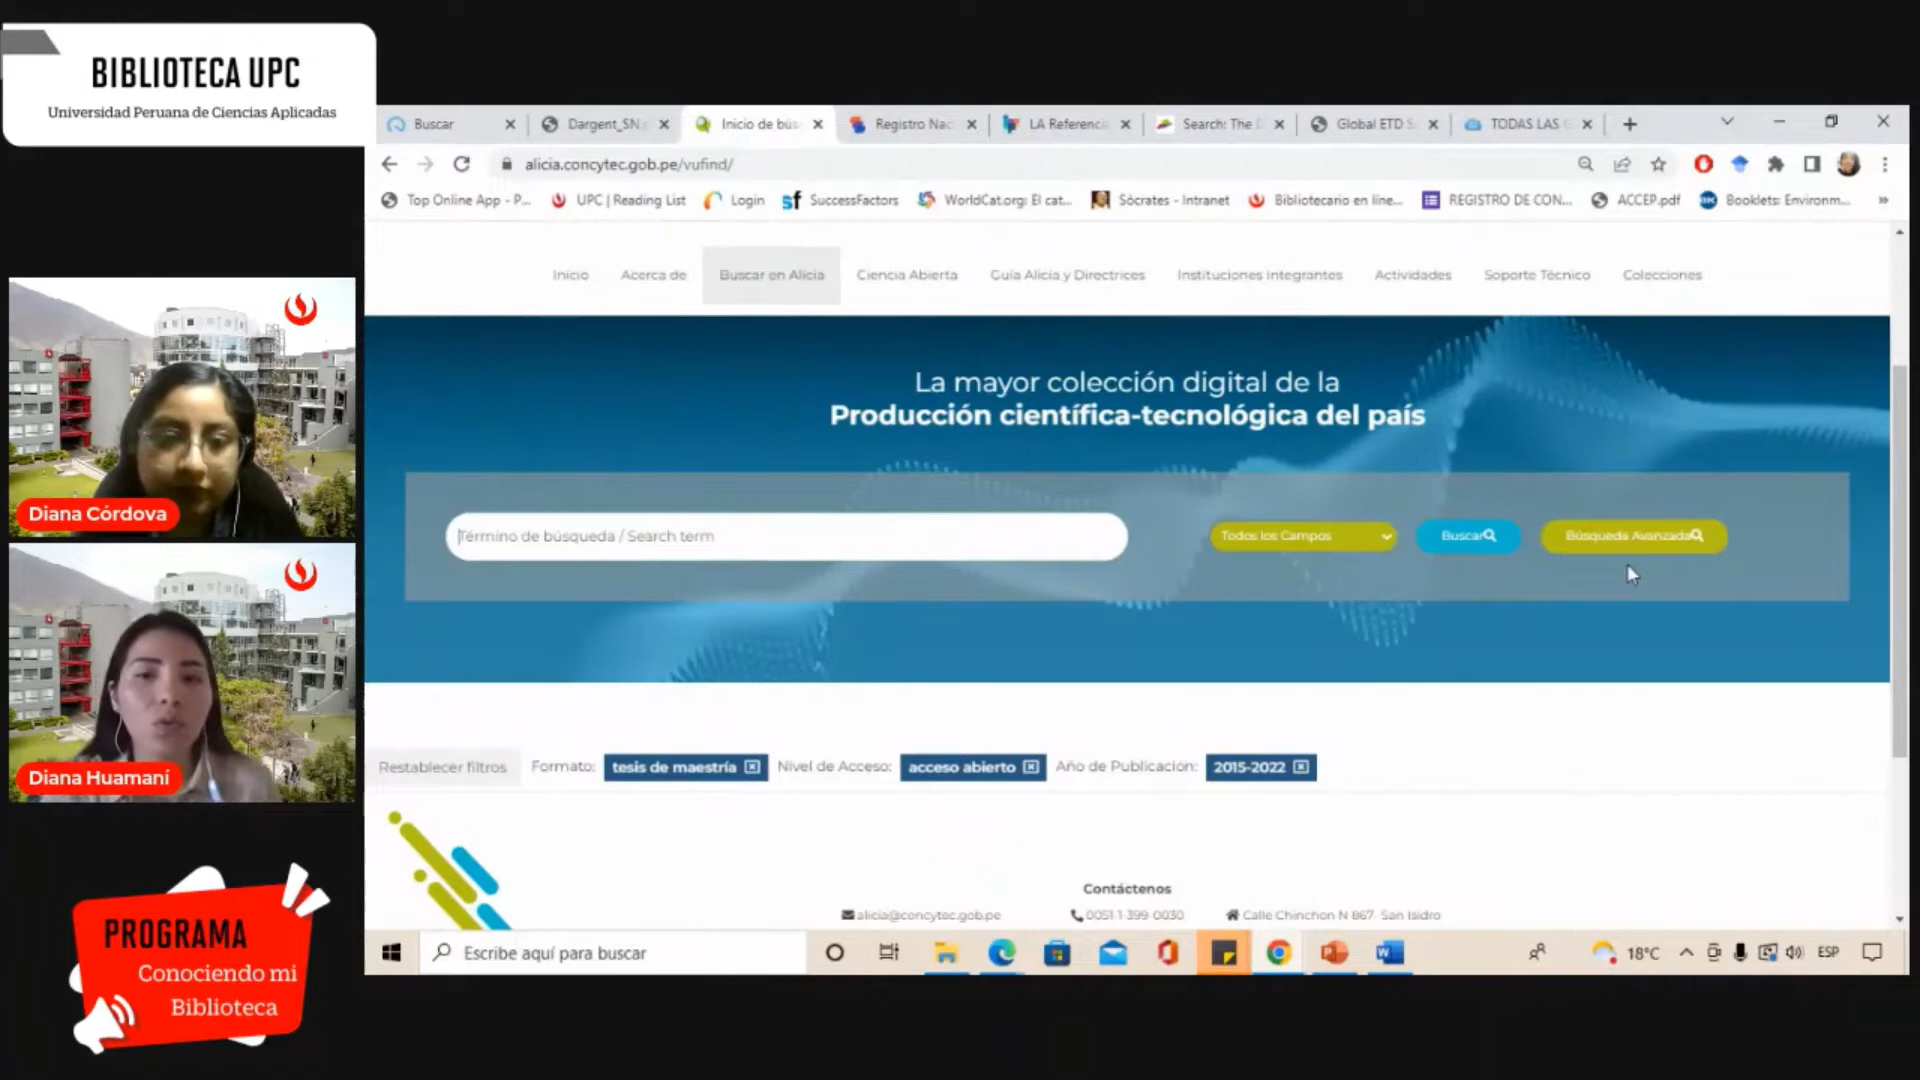 BIBLIOTECA UPC
Universidad Peruana de Ciencias Aplicadas
Buscar
Dargent_SN
Inicio de bús
Registro Nac
LA Referenc
Search: The
Global ETD S
TODAS LAS
alicia.concytec.gob.pe/vufind/
Top Online App - P...
UPC | Reading List
Login
SuccessFactors
WorldCat.org: El cat...
Sócrates - Intranet
Bibliotecario en líne...
REGISTRO DE CON...
ACCEP.pdf
Booklets: Environm...
Inicio
Acerca de
Buscar en Alicia
Ciencia Abierta
Guía Alicia y Directrices
Instituciones Integrantes
Actividades
Soporte Técnico
Colecciones
La mayor colección digital de la
Producción científica-tecnológica del país
Término de búsqueda / Search term
Todos los Campos
Buscar
Búsqueda Avanzada
Restablecer filtros
Formato:
tesis de maestría
Nivel de Acceso:
acceso abierto
Año de Publicación:
2015-2022
Contáctenos
alicia@concytec.gob.pe
0051-1-399-0030
Calle Chinchon N 867 San Isidro
Escribe aquí para buscar
18°C
ESP
Diana Córdova
Diana Huamaní
PROGRAMA
Conociendo mi
Biblioteca